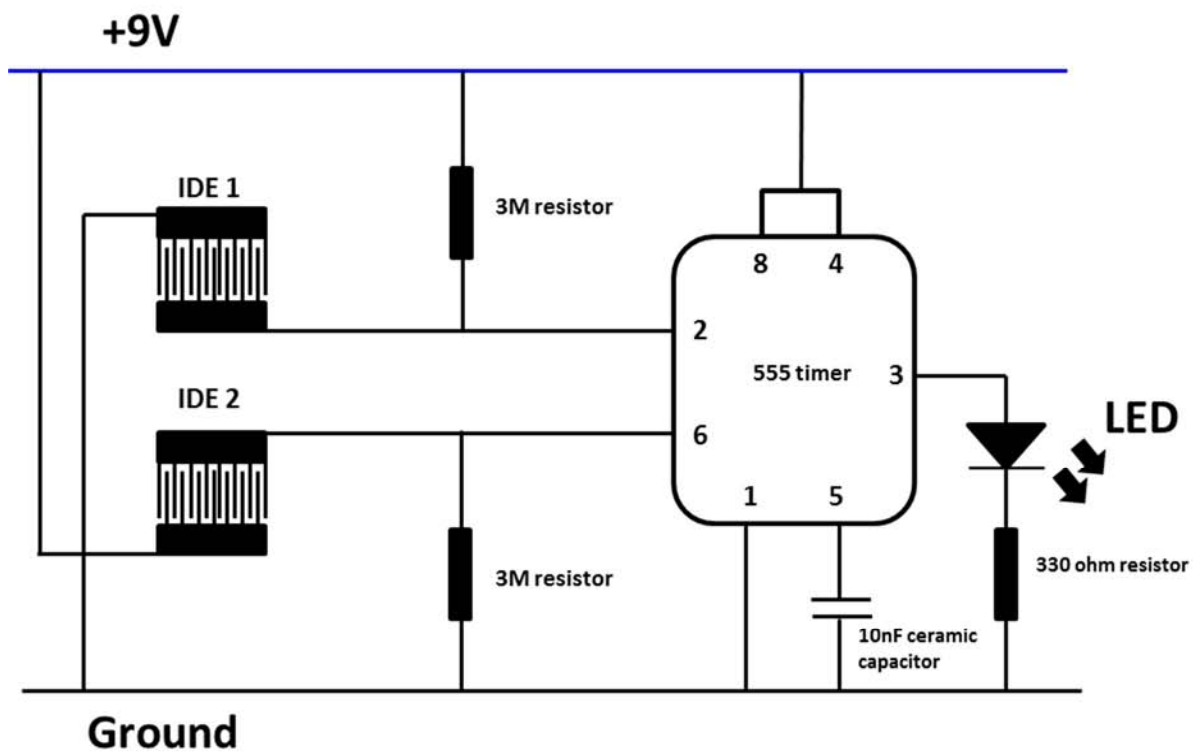 +9V
IDE 1
3M resistor
8 4
2
555 timer
3
IDE 2
LED
6
1 5
3M resistor
330 ohm resistor
10nF ceramic
capacitor
Ground